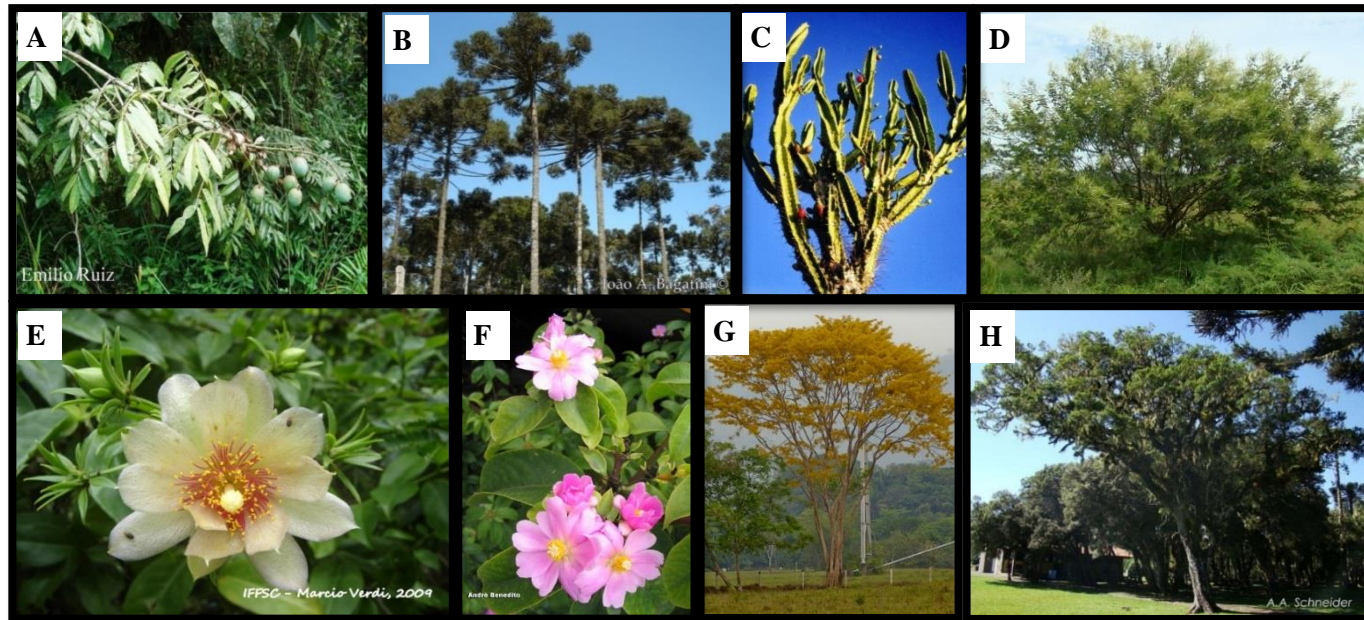 A
B
C
D
Emilio Ruiz
João A. Bagatini ©
E
F
G
H
IFFSC - Marcio Verdi, 2009
André Benedito
A.A. Schneider